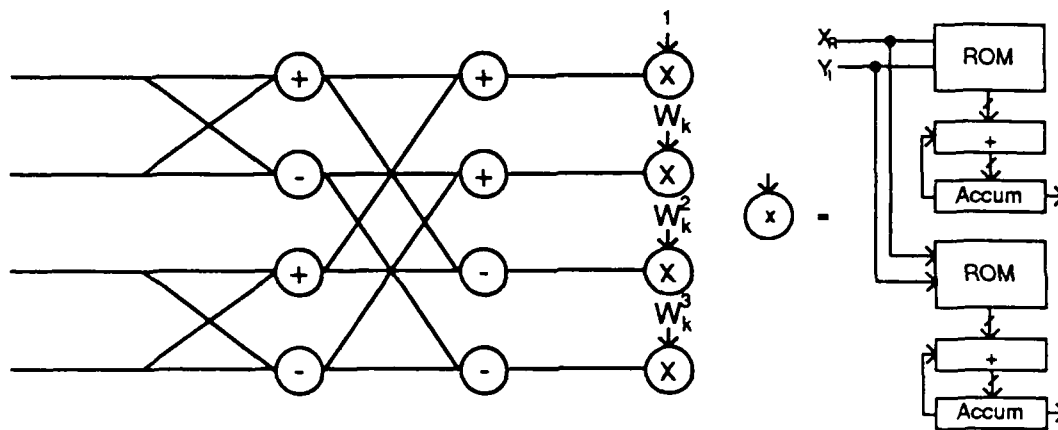 1
+ + X
W_k
- + X
W_k^2
+ - X
W_k^3
- - X
x =
X_R
Y_I
ROM
+
Accum
ROM
+
Accum